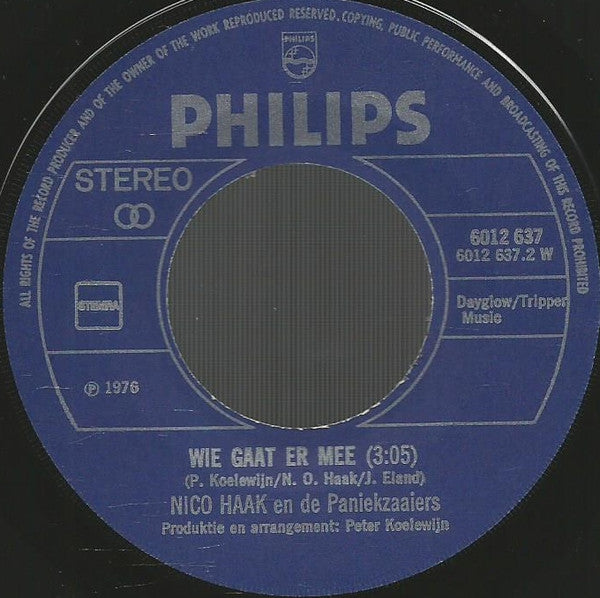 ALL RIGHTS OF THE RECORD PRODUCER AND OF THE OWNER OF THE WORK REPRODUCED RESERVED. COPYING, PUBLIC PERFORMANCE AND BROADCASTING OF THIS RECORD PROHIBITED
PHILIPS
PHILIPS
STEREO
6012 637
6012 637.2 W
STEMRA
Dayglow/Tripper
Music
℗ 1976
WIE GAAT ER MEE (3:05)
(P. Koelewijn/N. O. Haak/J. Eland)
NICO HAAK en de Paniekzaaiers
Produktie en arrangement: Peter Koelewijn